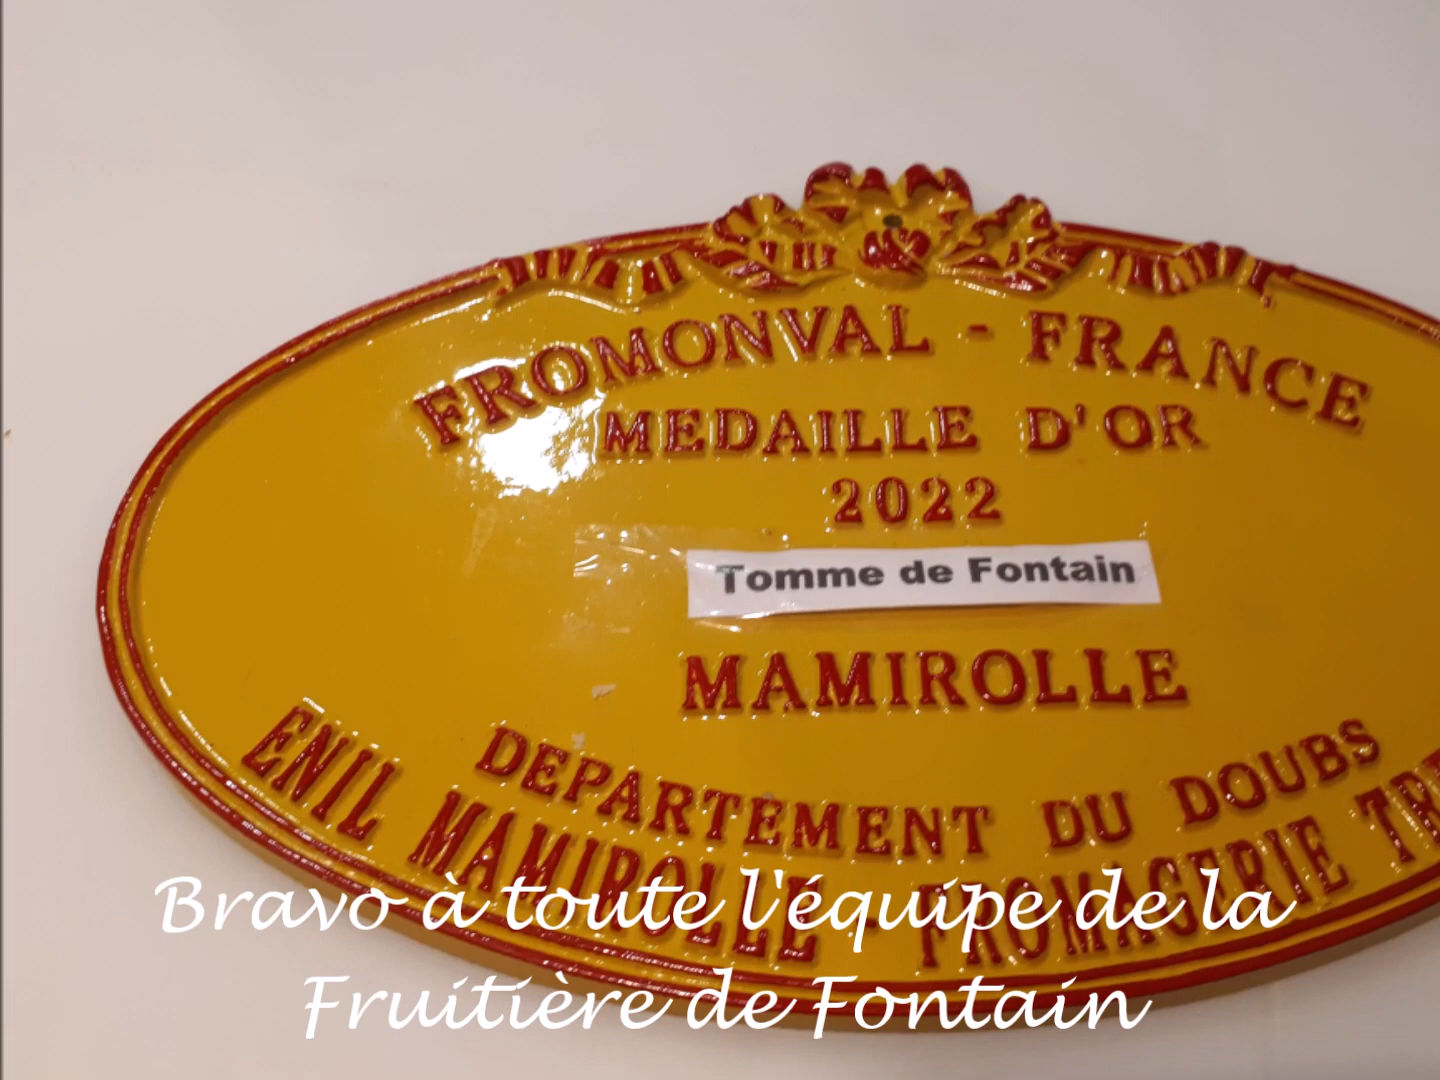 FROMONVAL - FRANCE
MEDAILLE D'OR
2022
Tomme de Fontain
MAMIROLLE
DEPARTEMENT DU DOUBS
ENIL MAMIROLLE - FROMAGERIE
Bravo à toute l'équipe de la
Fruitière de Fontain